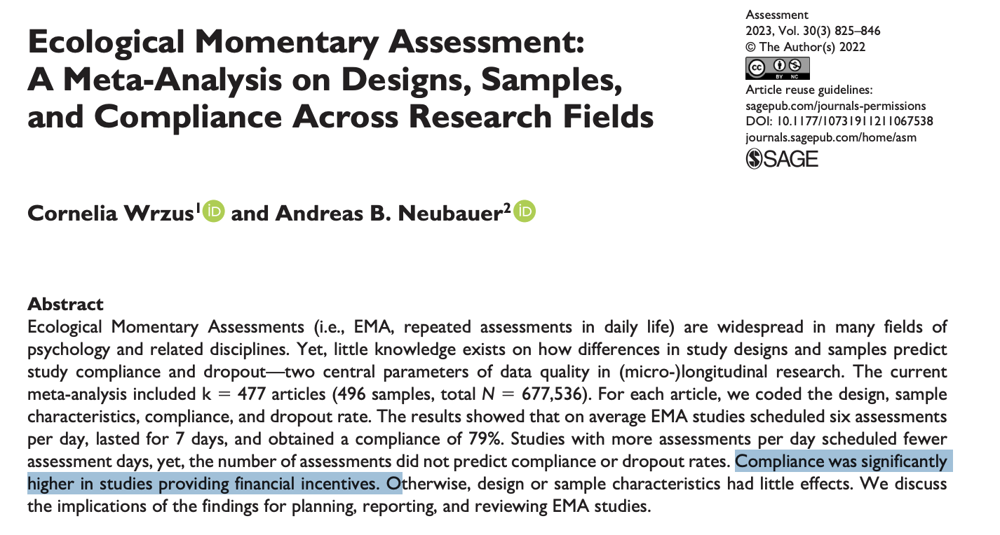 Ecological Momentary Assessment:
A Meta-Analysis on Designs, Samples,
and Compliance Across Research Fields
Assessment
2023, Vol. 30(3) 825–846
© The Author(s) 2022
cc BY NC
Article reuse guidelines:
sagepub.com/journals-permissions
DOI: 10.1177/10731911211067538
journals.sagepub.com/home/asm
SSAGE
Cornelia Wrzus1 iD and Andreas B. Neubauer2 iD
Abstract
Ecological Momentary Assessments (i.e., EMA, repeated assessments in daily life) are widespread in many fields of
psychology and related disciplines. Yet, little knowledge exists on how differences in study designs and samples predict
study compliance and dropout—two central parameters of data quality in (micro-)longitudinal research. The current
meta-analysis included k = 477 articles (496 samples, total N = 677,536). For each article, we coded the design, sample
characteristics, compliance, and dropout rate. The results showed that on average EMA studies scheduled six assessments
per day, lasted for 7 days, and obtained a compliance of 79%. Studies with more assessments per day scheduled fewer
assessment days, yet, the number of assessments did not predict compliance or dropout rates. Compliance was significantly
higher in studies providing financial incentives. Otherwise, design or sample characteristics had little effects. We discuss
the implications of the findings for planning, reporting, and reviewing EMA studies.